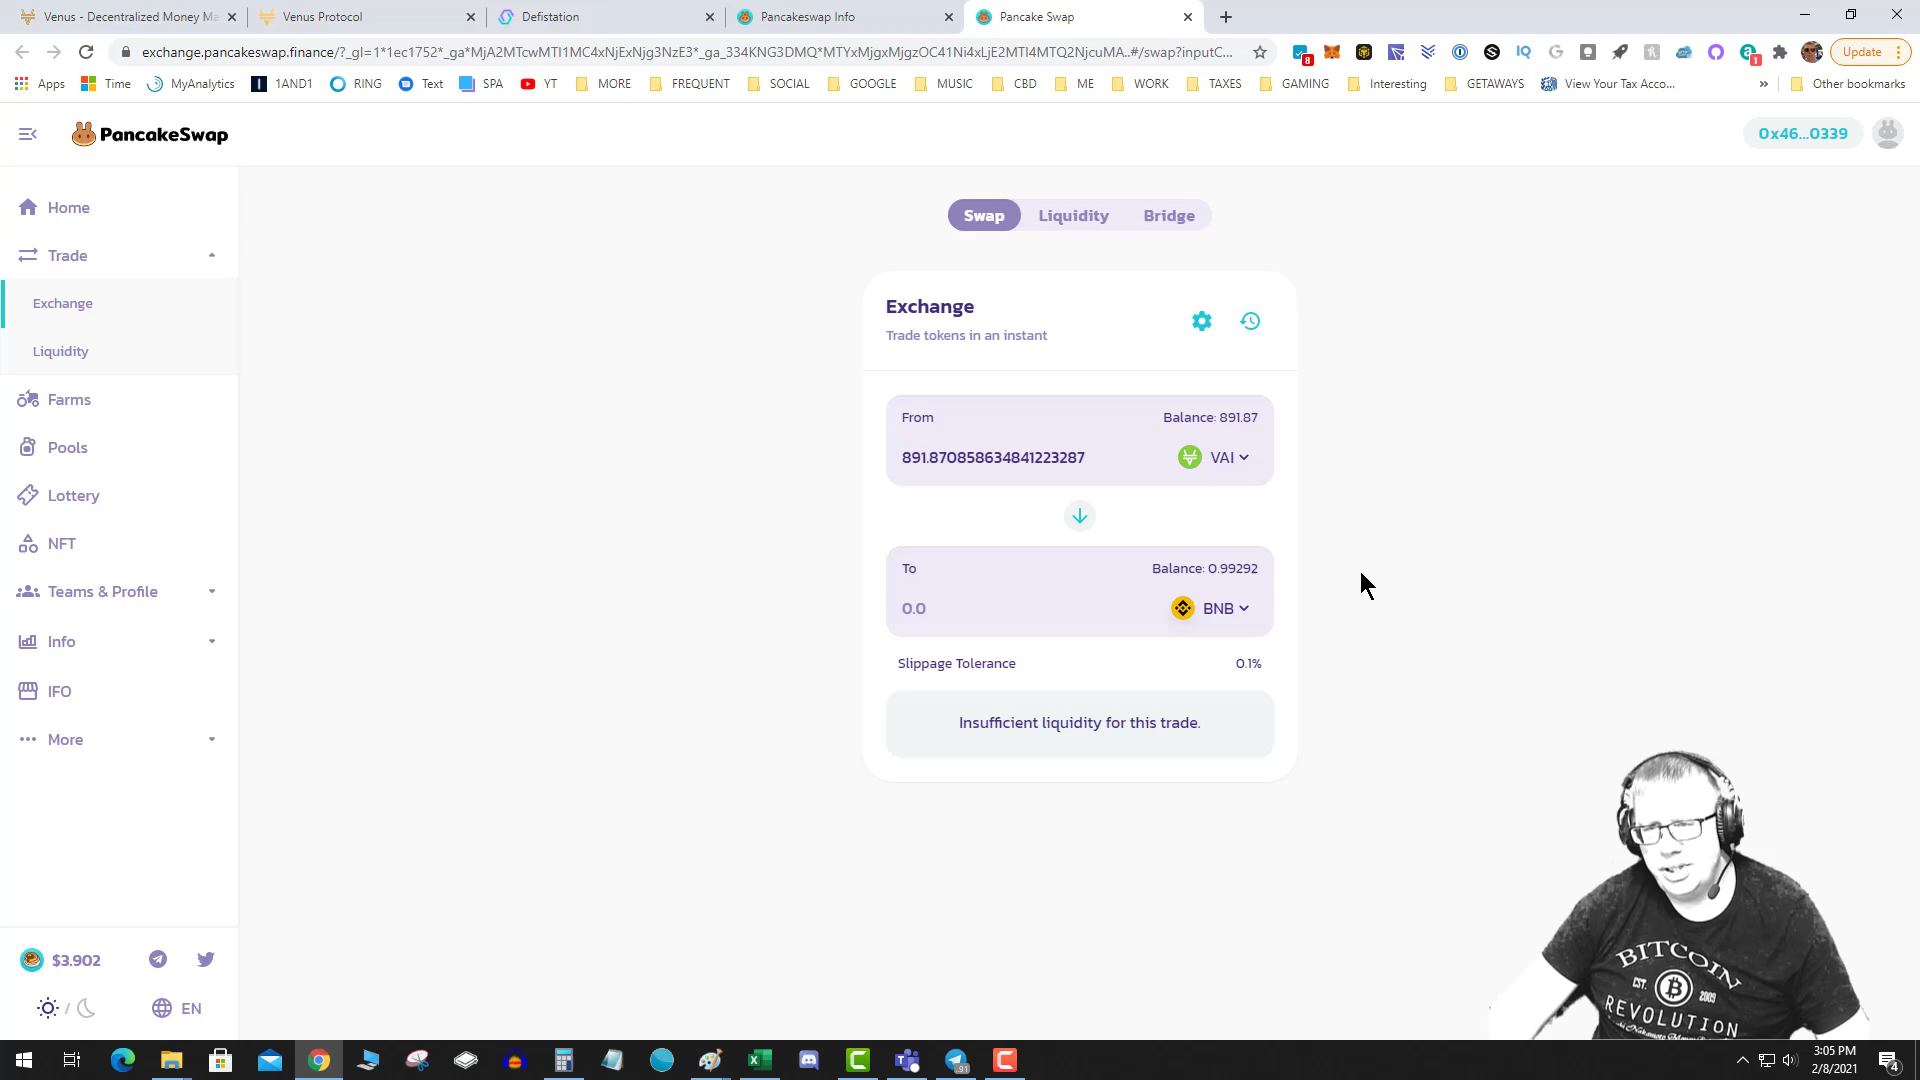 Venus - Decentralized Money Ma
Venus Protocol
Defistation
Pancakeswap Info
Pancake Swap
exchange.pancakeswap.finance/?_gl=1*1ec1752*_ga*MjA2MTcwMTI1MC4xNjExNjg3NzE3*_ga_334KNG3DMQ*MTYxMjgxMjgzOC41Ni4xLjE2MTI4MTQ2NjcuMA..#/swap?inputC...
8
1
Update
Apps
Time
MyAnalytics
1AND1
RING
Text
SPA
YT
MORE
FREQUENT
SOCIAL
GOOGLE
MUSIC
CBD
ME
WORK
TAXES
GAMING
Interesting
GETAWAYS
View Your Tax Acco...
Other bookmarks
PancakeSwap
0x46...0339
Home
Trade
Exchange
Liquidity
Farms
Pools
Lottery
NFT
Teams & Profile
Info
IFO
More
$3.902
/
EN
Swap
Liquidity
Bridge
Exchange
Trade tokens in an instant
From
Balance: 891.87
891.870858634841223287
VAI
To
Balance: 0.99292
0.0
BNB
Slippage Tolerance
0.1%
Insufficient liquidity for this trade.
BITCOIN
EST. 2009
REVOLUTION
3:05 PM
2/8/2021
4